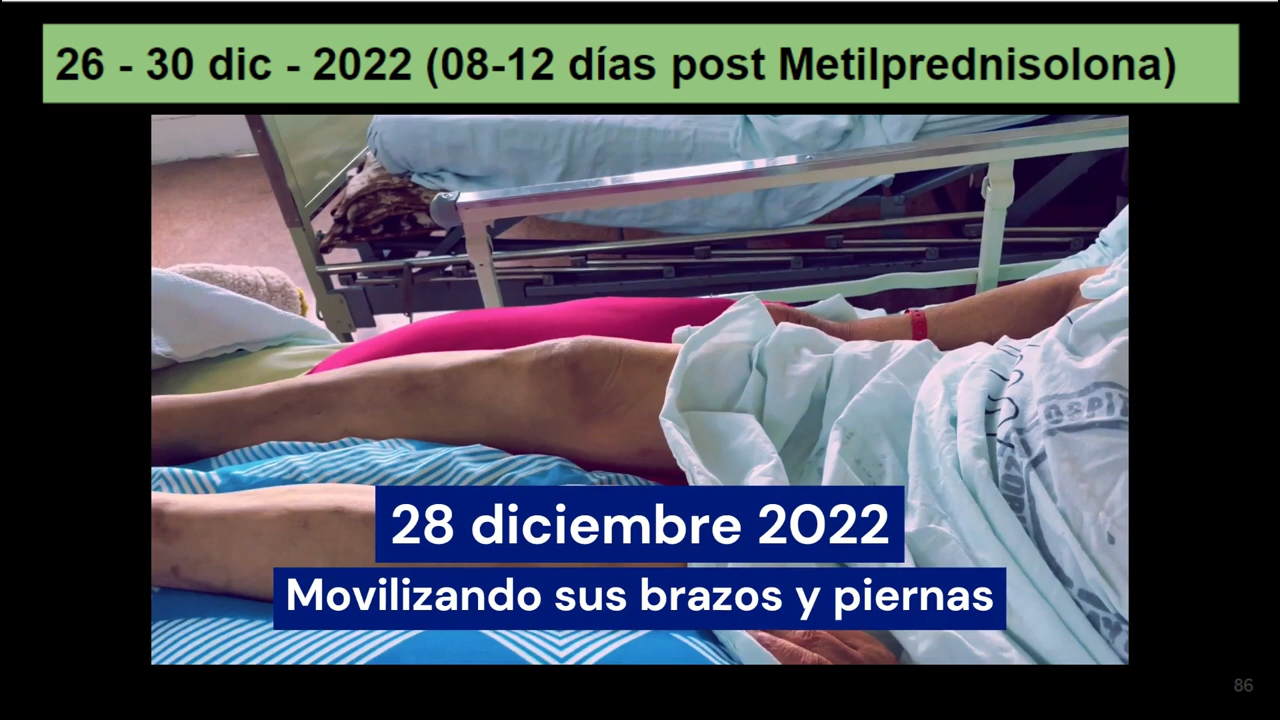 26 - 30 dic - 2022 (08-12 días post Metilprednisolona)
28 diciembre 2022
Movilizando sus brazos y piernas
86